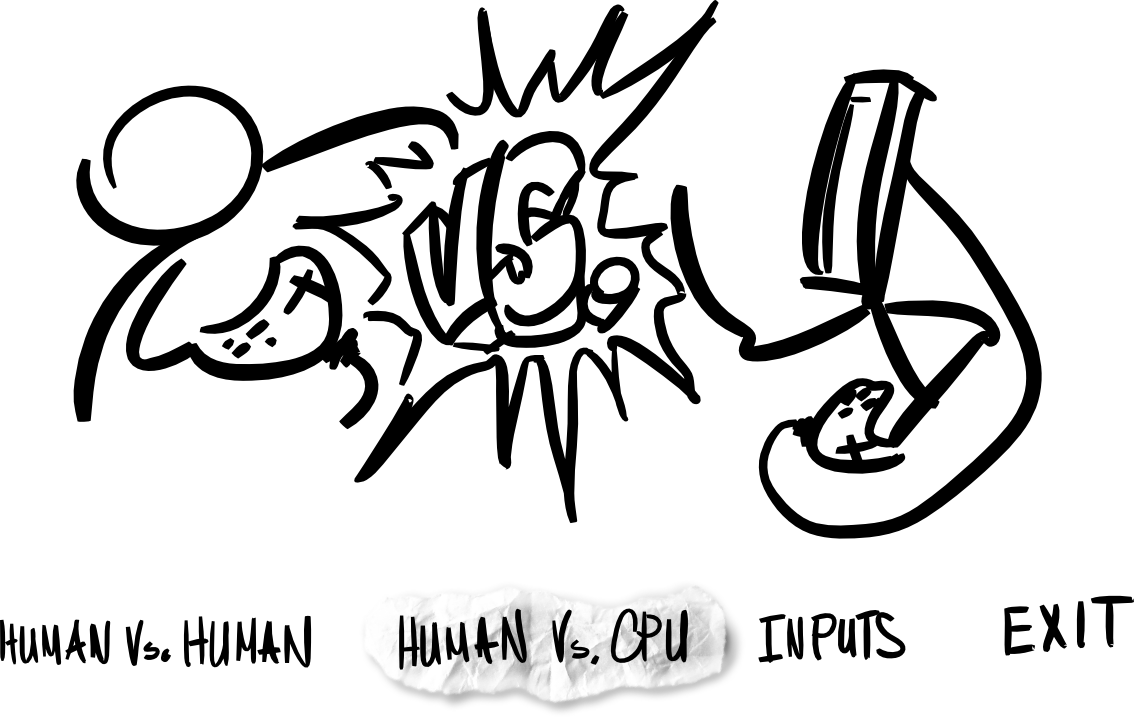 VS.
HUMAN Vs. HUMAN
HUMAN Vs. CPU
INPUTS
EXIT